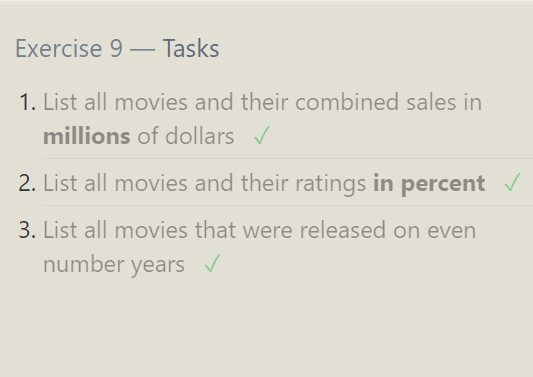 Exercise 9 — Tasks
1. List all movies and their combined sales in
millions of dollars ✓
2. List all movies and their ratings in percent ✓
3. List all movies that were released on even
number years ✓